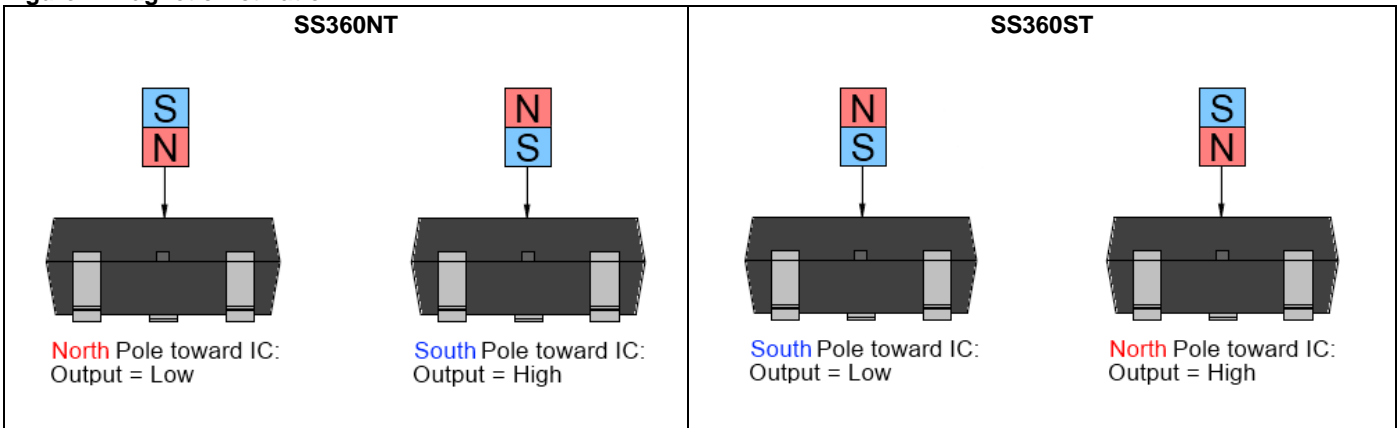 SS360NT
SS360ST
S
N
N
S
N
S
S
N
North Pole toward IC:
Output = Low
South Pole toward IC:
Output = High
South Pole toward IC:
Output = Low
North Pole toward IC:
Output = High